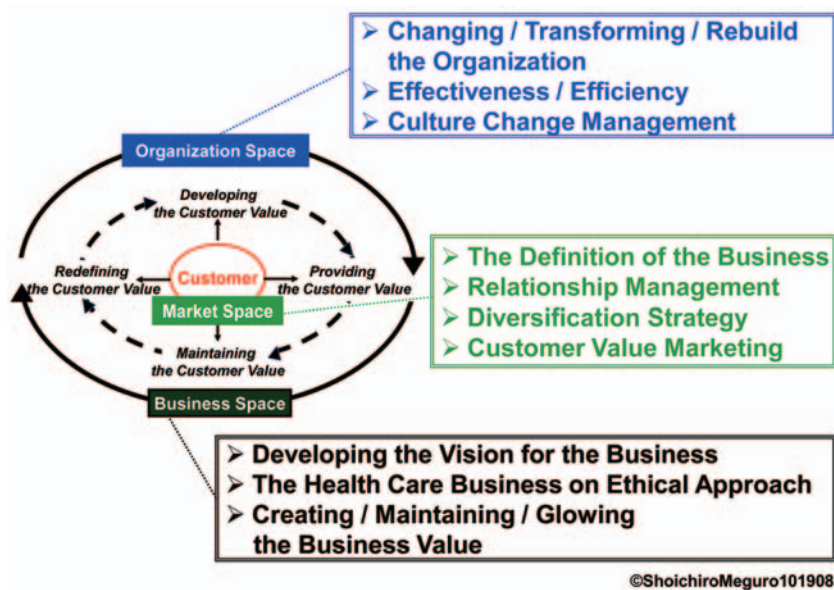 ➢ Changing / Transforming / Rebuild
the Organization
➢ Effectiveness / Efficiency
➢ Culture Change Management
Organization Space
Developing
the Customer Value
Redefining
the Customer Value
Customer
Providing
the Customer Value
Market Space
Maintaining
the Customer Value
Business Space
➢ The Definition of the Business
➢ Relationship Management
➢ Diversification Strategy
➢ Customer Value Marketing
➢ Developing the Vision for the Business
➢ The Health Care Business on Ethical Approach
➢ Creating / Maintaining / Glowing
the Business Value
©ShoichiroMeguro101908